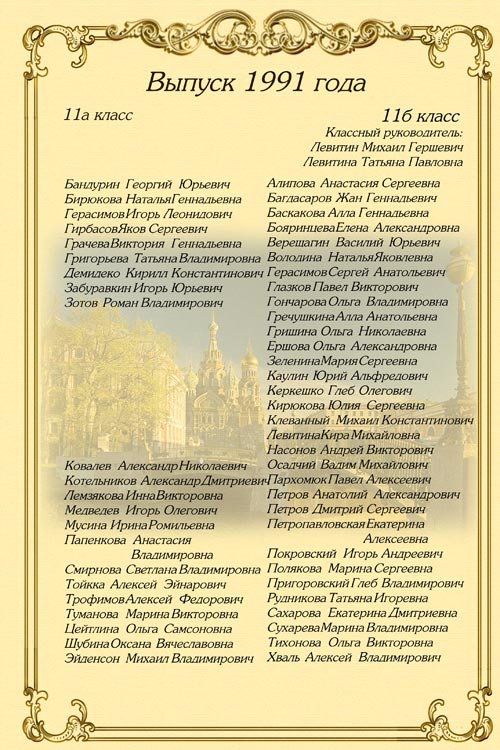 Выпуск 1991 года
11а класс
Бандурин Георгий Юрьевич
Бирюкова Наталья Геннадьевна
Герасимов Игорь Леонидович
Гирбасов Яков Сергеевич
Грачева Виктория Геннадьевна
Григорьева Татьяна Владимировна
Демидеко Кирилл Константинович
Забуравкин Игорь Юрьевич
Зотов Роман Владимирович
Ковалев Александр Николаевич
Котельников Александр Дмитриевич
Лемзякова Инна Викторовна
Медведев Игорь Олегович
Мусина Ирина Ромильевна
Папенкова Анастасия
Владимировна
Смирнова Светлана Владимировна
Тойкка Алексей Эйнарович
Трофимов Алексей Федорович
Туманова Марина Викторовна
Цейтлина Ольга Самсоновна
Шубина Оксана Вячеславовна
Эйденсон Михаил Владимирович
11б класс
Классный руководитель:
Левитин Михаил Гершевич
Левитина Татьяна Павловна
Алипова Анастасия Сергеевна
Багдасаров Жан Геннадьевич
Баскакова Алла Геннадьевна
Бояринцева Елена Александровна
Верешагин Василий Юрьевич
Володина Наталья Яковлевна
Герасимов Сергей Анатольевич
Глазков Павел Викторович
Гончарова Ольга Владимировна
Гречушкина Алла Анатольевна
Гришина Ольга Николаевна
Ершова Ольга Александровна
Зеленина Мария Сергеевна
Каулин Юрий Альфредович
Керкешко Глеб Олегович
Кирюкова Юлия Сергеевна
Клеванный Михаил Константинович
Левитина Кира Михайловна
Насонов Андрей Викторович
Осадчий Вадим Михайлович
Пархомюк Павел Алексеевич
Петров Анатолий Александрович
Петров Дмитрий Сергеевич
Петропавловская Екатерина
Алексеевна
Покровский Игорь Андреевич
Полякова Марина Сергеевна
Пригоровский Глеб Владимирович
Рудникова Татьяна Игоревна
Сахарова Екатерина Дмитриевна
Сухарева Марина Владимировна
Тихонова Ольга Викторовна
Хваль Алексей Владимирович